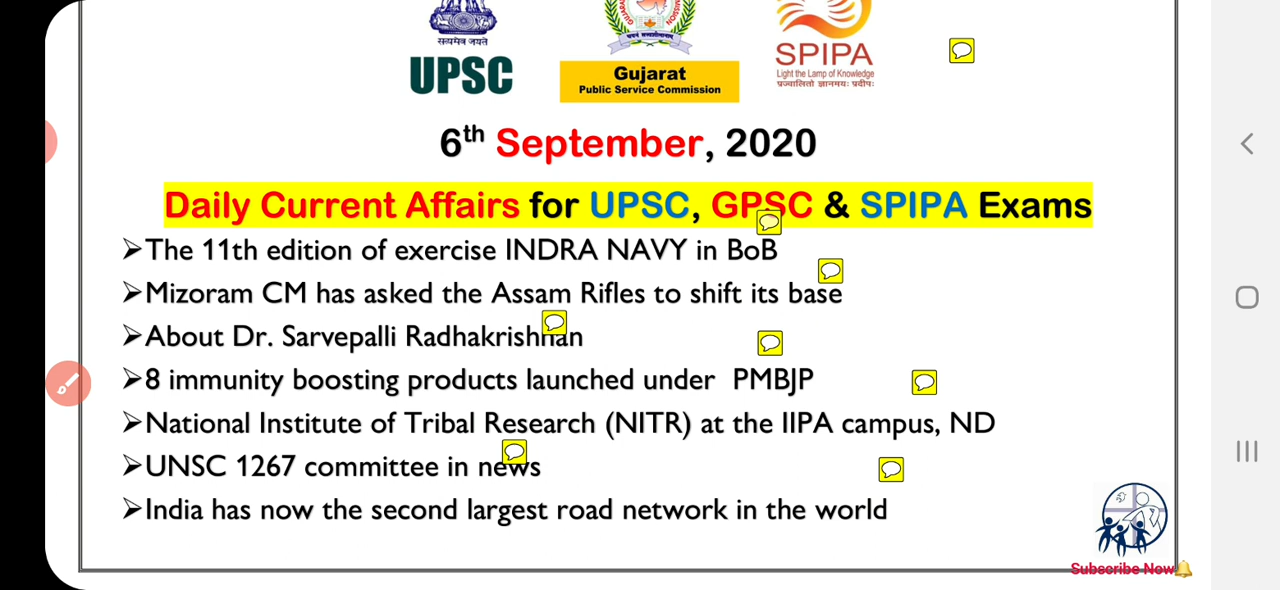 सत्यमेव जयते
UPSC
Gujarat
Public Service Commission
SPIPA
Light the Lamp of Knowledge
प्रज्वालितो ज्ञानमयः प्रदीपः
6th September, 2020
Daily Current Affairs for UPSC, GPSC & SPIPA Exams
➢The 11th edition of exercise INDRA NAVY in BoB
➢Mizoram CM has asked the Assam Rifles to shift its base
➢About Dr. Sarvepalli Radhakrishnan
➢8 immunity boosting products launched under PMBJP
➢National Institute of Tribal Research (NITR) at the IIPA campus, ND
➢UNSC 1267 committee in news
➢India has now the second largest road network in the world
Subscribe Now